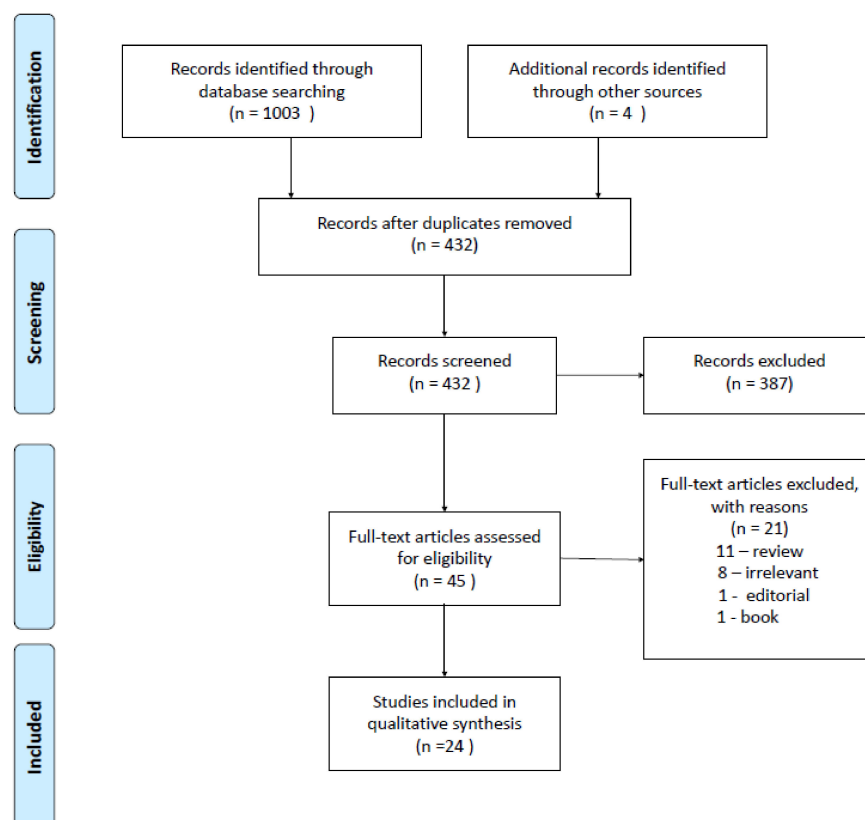 Identification
Records identified through
database searching
(n = 1003  )
Additional records identified
through other sources
(n = 4  )
Records after duplicates removed
(n = 432)
Screening
Records screened
(n = 432 )
Records excluded
(n = 387)
Eligibility
Full-text articles assessed
for eligibility
(n = 45 )
Full-text articles excluded,
with reasons
(n = 21)
11 – review
8 – irrelevant
1 -  editorial
1 - book
Included
Studies included in
qualitative synthesis
(n =24 )